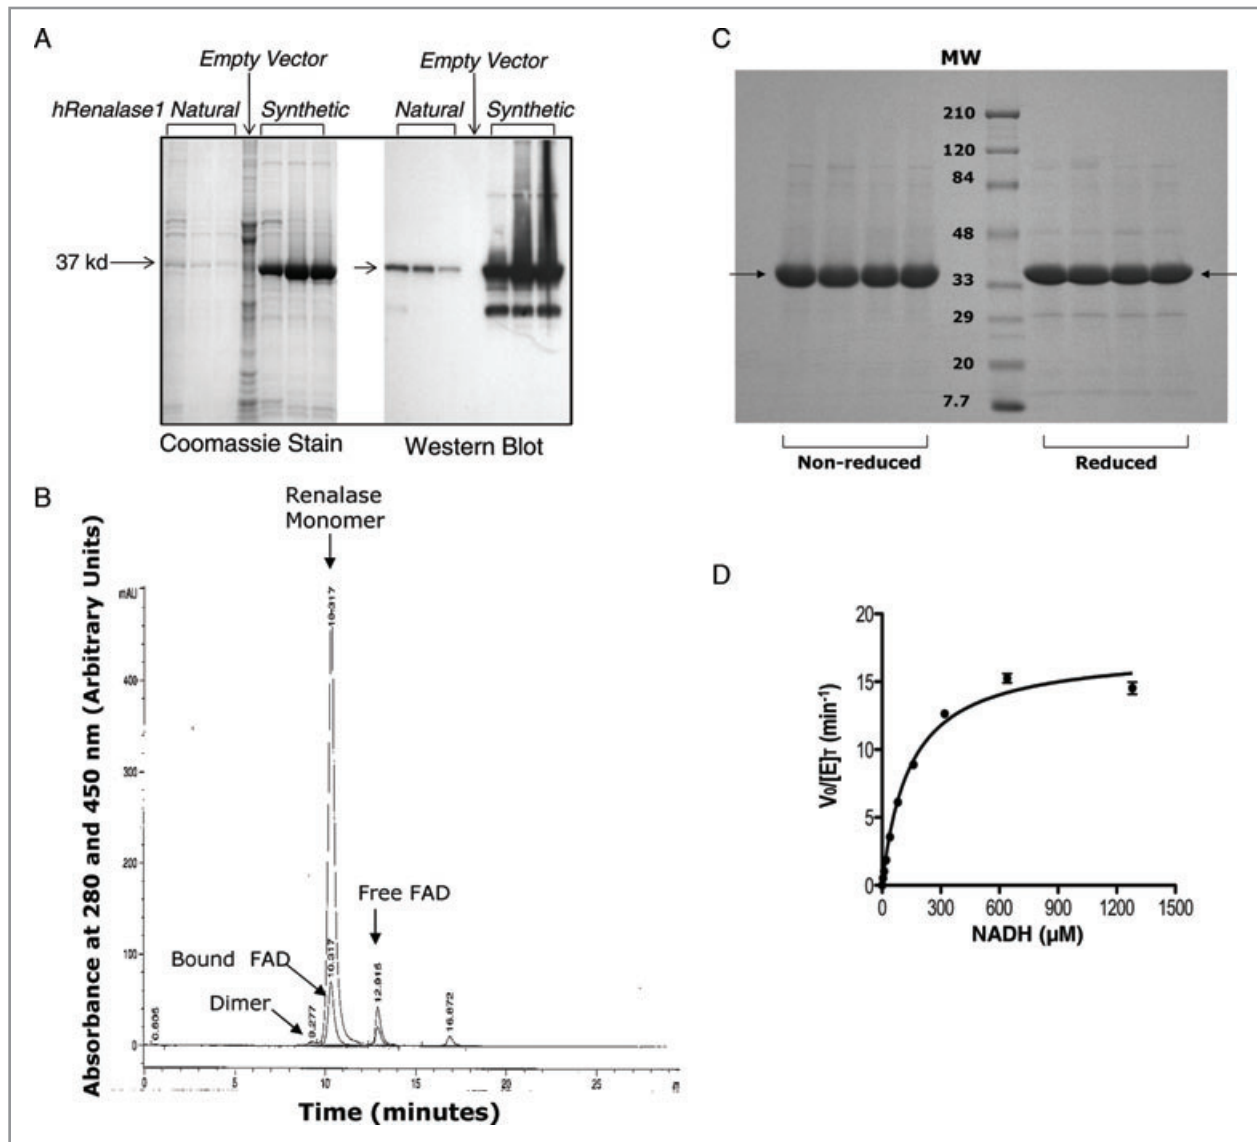 A
Empty Vector
Empty Vector
hRenalase1 Natural
Synthetic
Natural
Synthetic
37 kd
Coomassie Stain
Western Blot
B
Renalase
Monomer
Absorbance at 280 and 450 nm (Arbitrary Units)
mAU
400
300
200
100
0
10.317
Free FAD
Bound FAD
Dimer
0.605
9.277
10.317
12.915
16.872
0
5
10
15
20
25
Time (minutes)
C
MW
210
120
84
48
33
29
20
7.7
Non-reduced
Reduced
D
V₀/[E]T (min⁻¹)
20
15
10
5
0
0 300 600 900 1200 1500
NADH (µM)